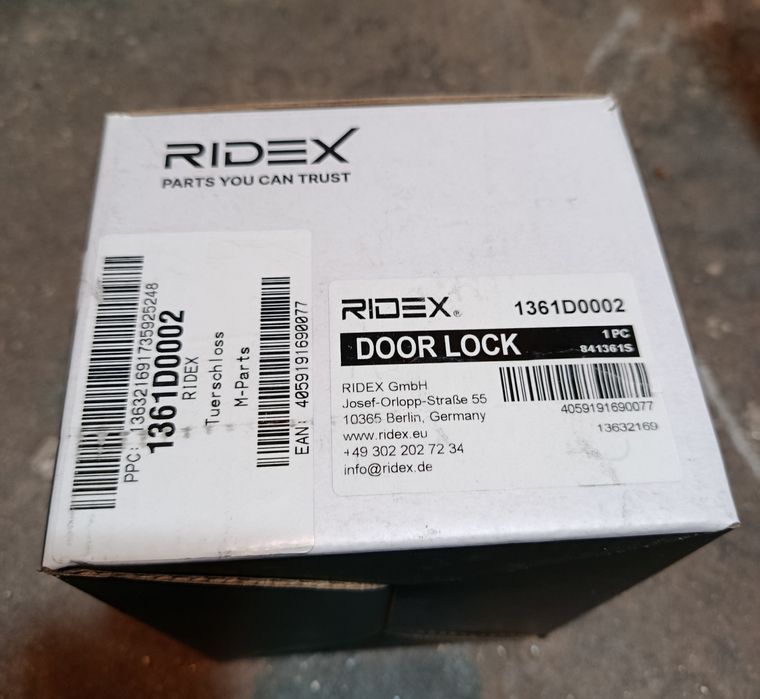 RIDEX
PARTS YOU CAN TRUST
PPC: 13632169173592 5248
1361D0002
RIDEX
Tuerschloss
M-Parts
EAN: 4059191690077
RIDEX®
1361D0002
DOOR LOCK
1 PC
841361S
RIDEX GmbH
Josef-Orlopp-Straße 55
10365 Berlin, Germany
www.ridex.eu
+49 302 202 72 34
info@ridex.de
4059191690077
13632169